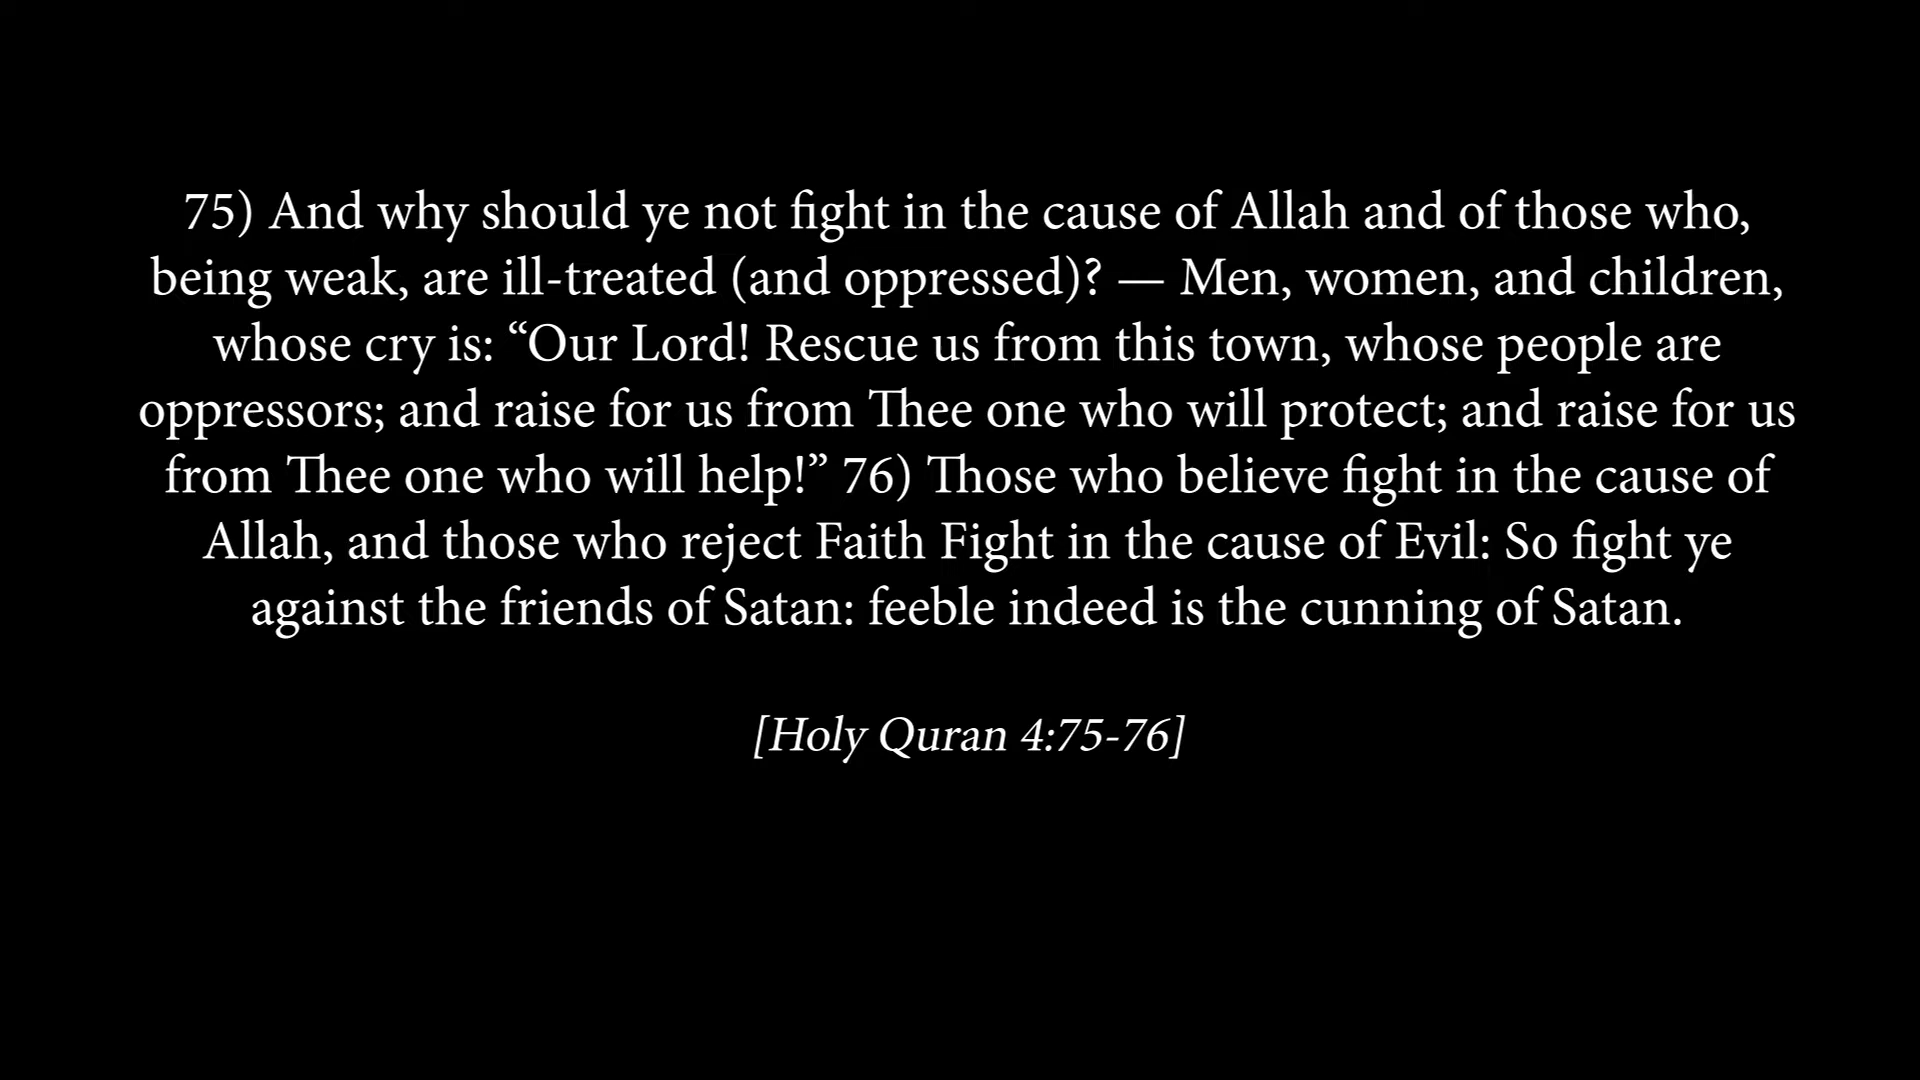 75) And why should ye not fight in the cause of Allah and of those who,
being weak, are ill-treated (and oppressed)? — Men, women, and children,
whose cry is: “Our Lord! Rescue us from this town, whose people are
oppressors; and raise for us from Thee one who will protect; and raise for us
from Thee one who will help!” 76) Those who believe fight in the cause of
Allah, and those who reject Faith Fight in the cause of Evil: So fight ye
against the friends of Satan: feeble indeed is the cunning of Satan.
[Holy Quran 4:75-76]